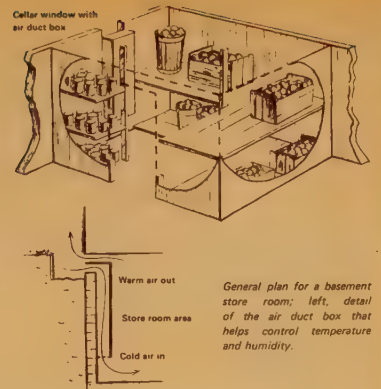 Cellar window with
air duct box
Warm air out
Store room area
Cold air in
General plan for a basement
store room; left, detail
of the air duct box that
helps control temperature
and humidity.